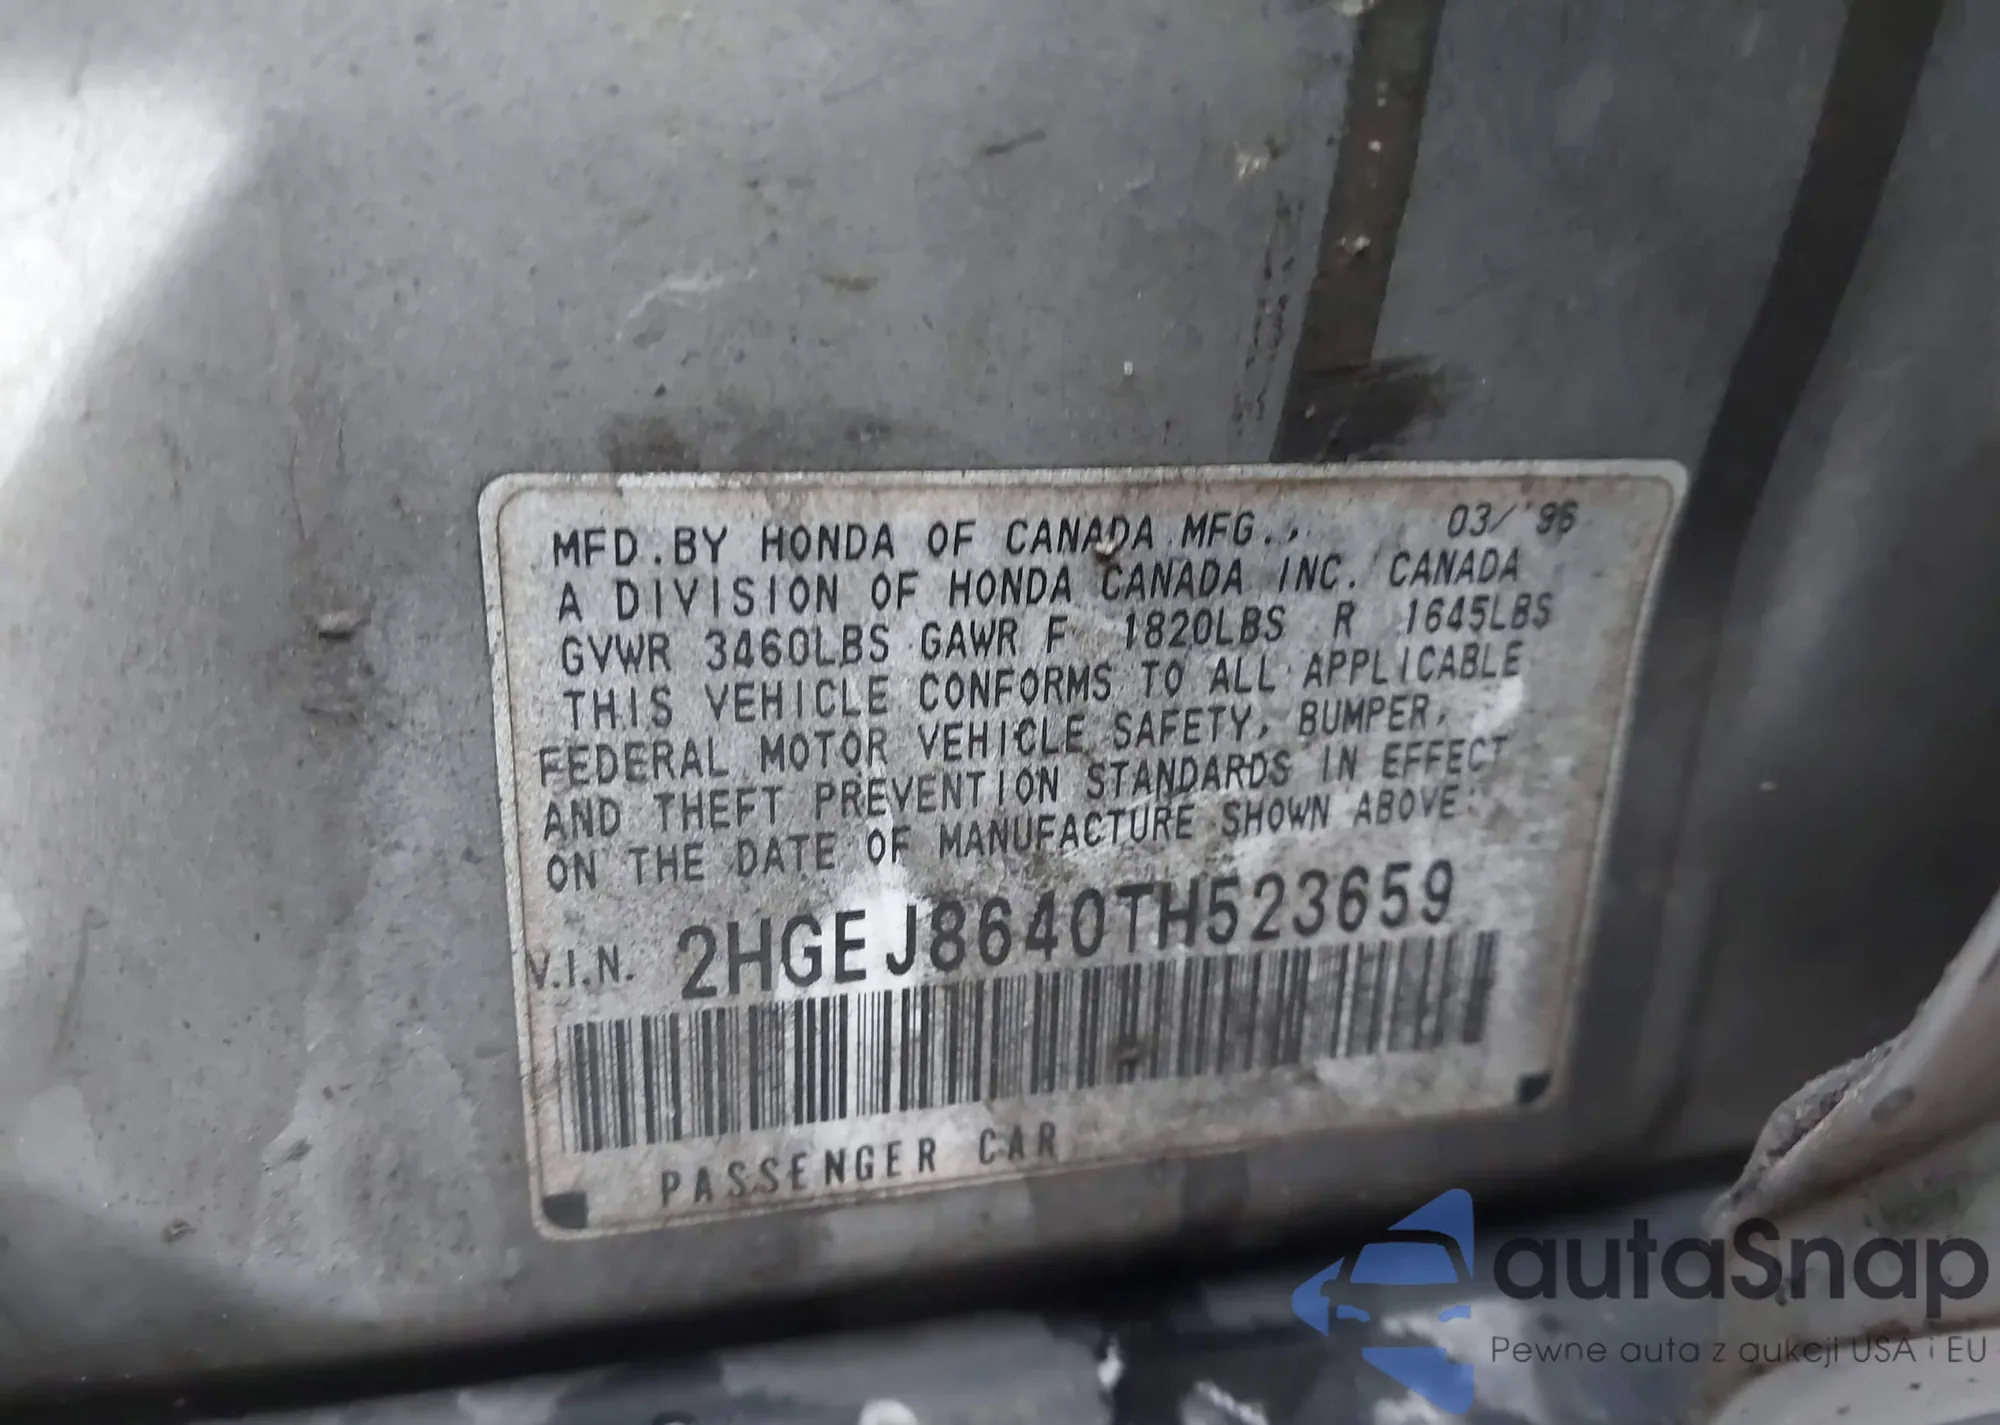 MFD.BY HONDA OF CANADA MFG., 03/'96
A DIVISION OF HONDA CANADA INC. CANADA
GVWR 3460LBS GAWR F 1820LBS R 1645LBS
THIS VEHICLE CONFORMS TO ALL APPLICABLE
FEDERAL MOTOR VEHICLE SAFETY, BUMPER,
AND THEFT PREVENTION STANDARDS IN EFFECT
ON THE DATE OF MANUFACTURE SHOWN ABOVE.
V.I.N. 2HGEJ8640TH523659
PASSENGER CAR
autaSnap
Pewne auta z aukcji USA i EU